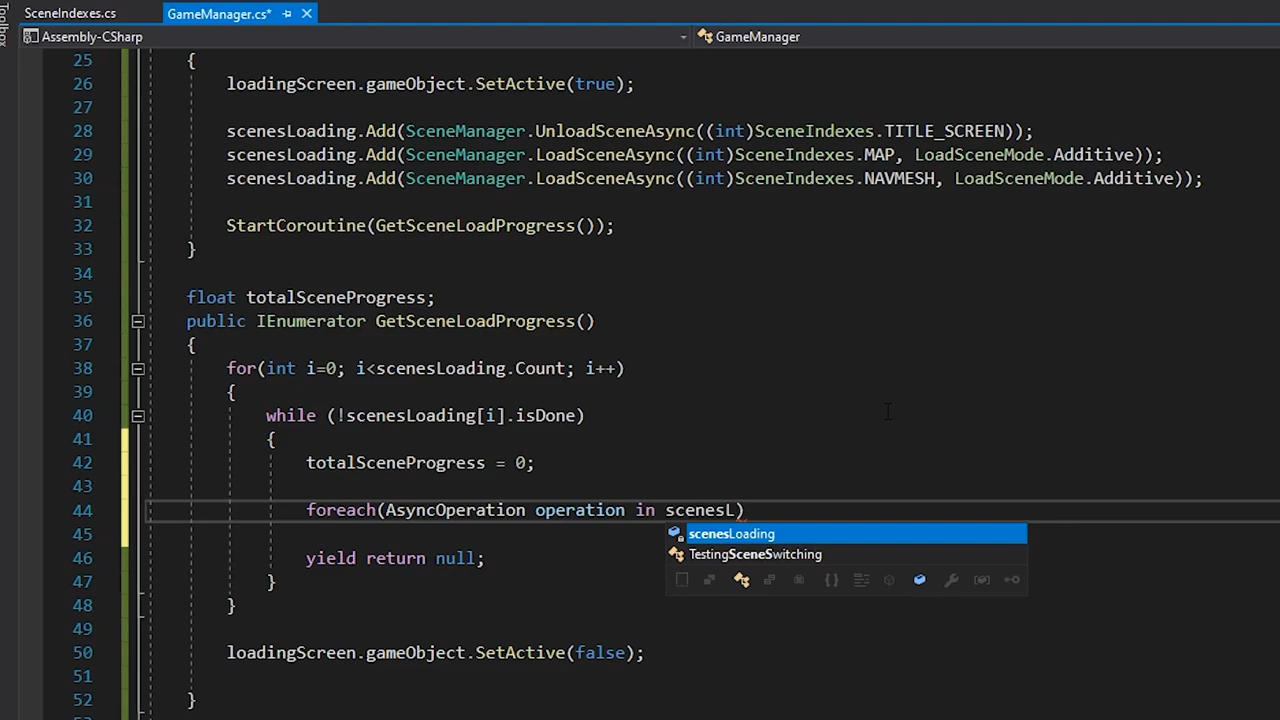 Toolbox
SceneIndexes.cs
GameManager.cs*
Assembly-CSharp
GameManager
25 {
26 loadingScreen.gameObject.SetActive(true);
27
28 scenesLoading.Add(SceneManager.UnloadSceneAsync((int)SceneIndexes.TITLE_SCREEN));
29 scenesLoading.Add(SceneManager.LoadSceneAsync((int)SceneIndexes.MAP, LoadSceneMode.Additive));
30 scenesLoading.Add(SceneManager.LoadSceneAsync((int)SceneIndexes.NAVMESH, LoadSceneMode.Additive));
31
32 StartCoroutine(GetSceneLoadProgress());
33 }
34
35 float totalSceneProgress;
36 public IEnumerator GetSceneLoadProgress()
37 {
38 for(int i=0; i<scenesLoading.Count; i++)
39 {
40 while (!scenesLoading[i].isDone)
41 {
42 totalSceneProgress = 0;
43
44 foreach(AsyncOperation operation in scenesL)
45 scenesLoading
TestingSceneSwitching
46 yield return null;
47 }
48 }
49
50 loadingScreen.gameObject.SetActive(false);
51
52 }